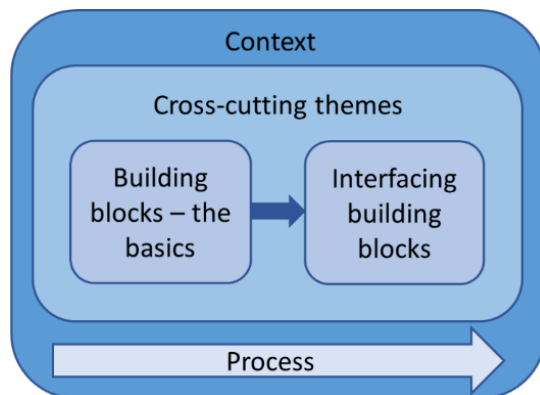 Context
Cross-cutting themes
Building
blocks – the
basics
Interfacing
building
blocks
Process